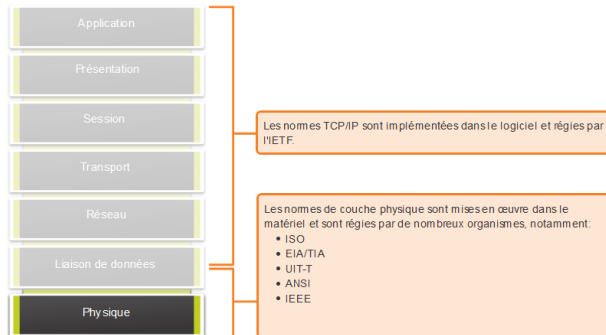 Application
Présentation
Session
Transport
Réseau
Liaison de données
Physique
Les normes TCP/IP sont implémentées dans le logiciel et régies par
l'IETF.
Les normes de couche physique sont mises en œuvre dans le
matériel et sont régies par de nombreux organismes, notamment:
• ISO
• EIA/TIA
• UIT-T
• ANSI
• IEEE